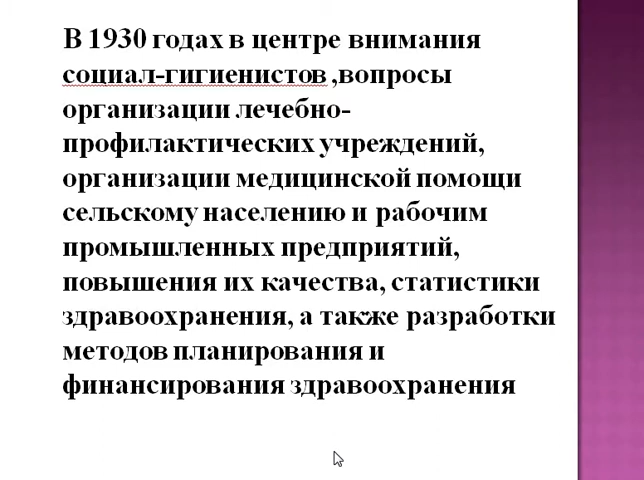 В 1930 годах в центре внимания
социал-гигиенистов ,вопросы
организации лечебно-
профилактических учреждений,
организации медицинской помощи
сельскому населению и рабочим
промышленных предприятий,
повышения их качества, статистики
здравоохранения, а также разработки
методов планирования и
финансирования здравоохранения